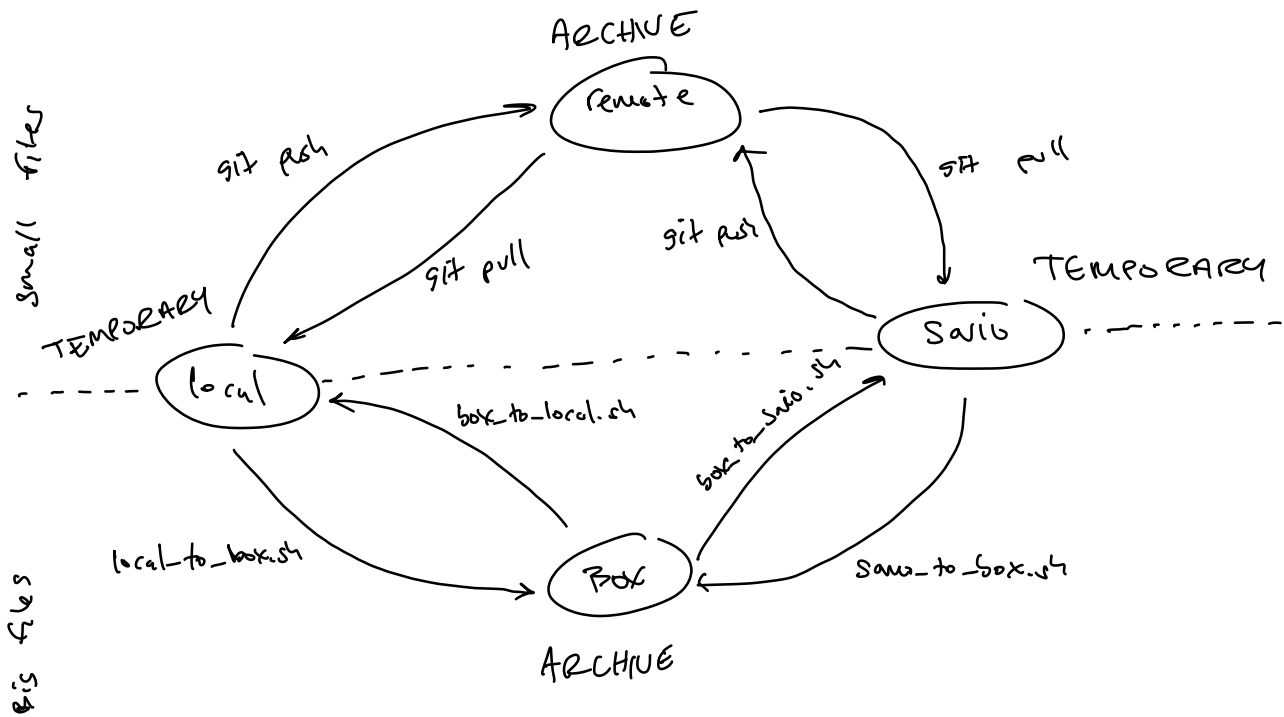 ARCHIVE
remote
small files
git push
git pull
git pull
git push
TEMPORARY
TEMPORARY
local
Savio
box_to_local.sh
box_to_savio.sh
local_to_box.sh
Box
savio_to_box.sh
big files
ARCHIVE